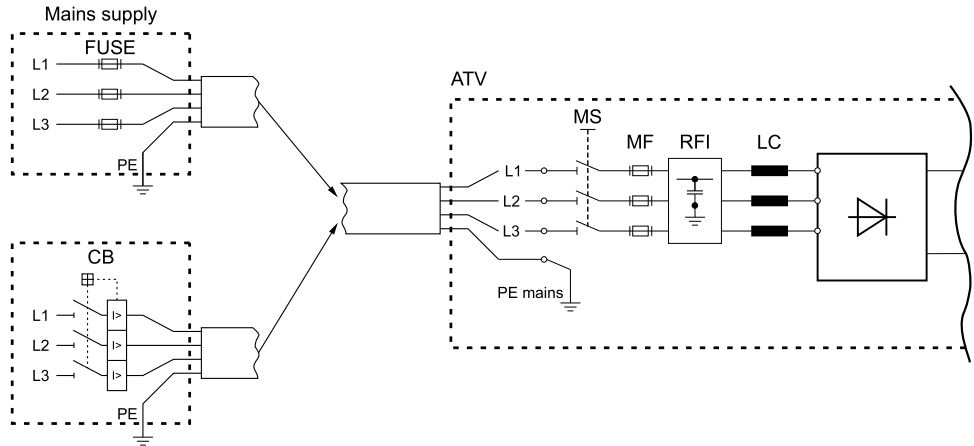 Mains supply
FUSE
L1
L2
L3
PE
CB
L1
I>
L2
I>
L3
I>
PE
ATV
MS
MF
RFI
LC
L1
L2
L3
PE mains